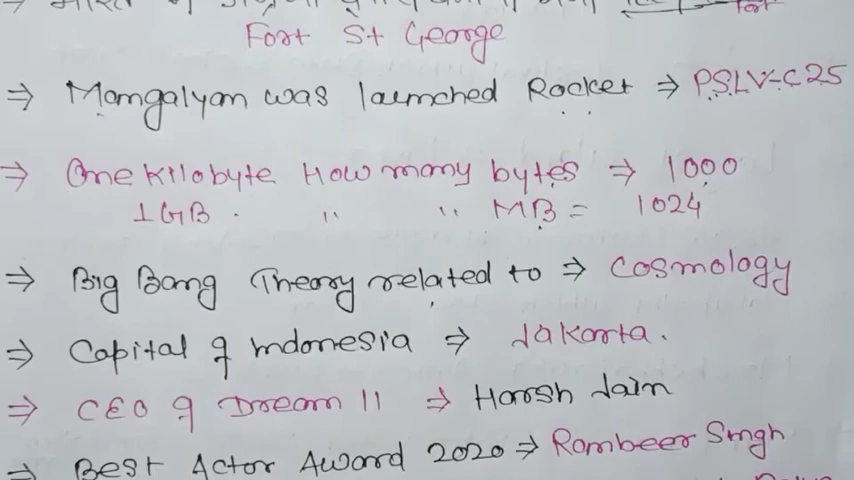 Fort St George
⇒ Mangalyan was launched Rocket ⇒ PSLV-C25
⇒ One Kilobyte How many bytes ⇒ 1000
1GB " " MB = 1024
⇒ Big Bang Theory related to ⇒ Cosmology
⇒ Capital of Indonesia ⇒ Jakarta.
⇒ CEO of Dream 11 ⇒ Harsh Jain
⇒ Best Actor Award 2020 ⇒ Rambeer Singh